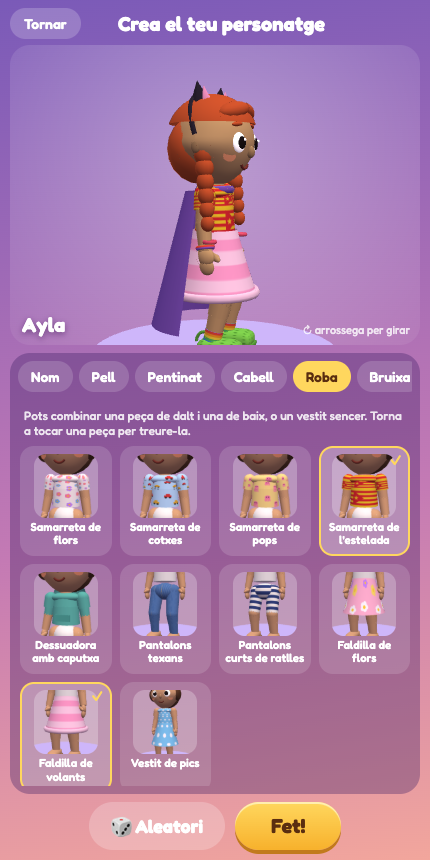 Tornar
Crea el teu personatge
Ayla
↻ arrossega per girar
Nom
Pell
Pentinat
Cabell
Roba
Bruixa
Pots combinar una peça de dalt i una de baix, o un vestit sencer. Torna
a tocar una peça per treure-la.
Samarreta de
flors
Samarreta de
cotxes
Samarreta de
pops
Samarreta de
l'estelada
Dessuadora
amb caputxa
Pantalons
texans
Pantalons
curts de ratlles
Faldilla de
flors
Faldilla de
volants
Vestit de pics
Aleatori
Fet!